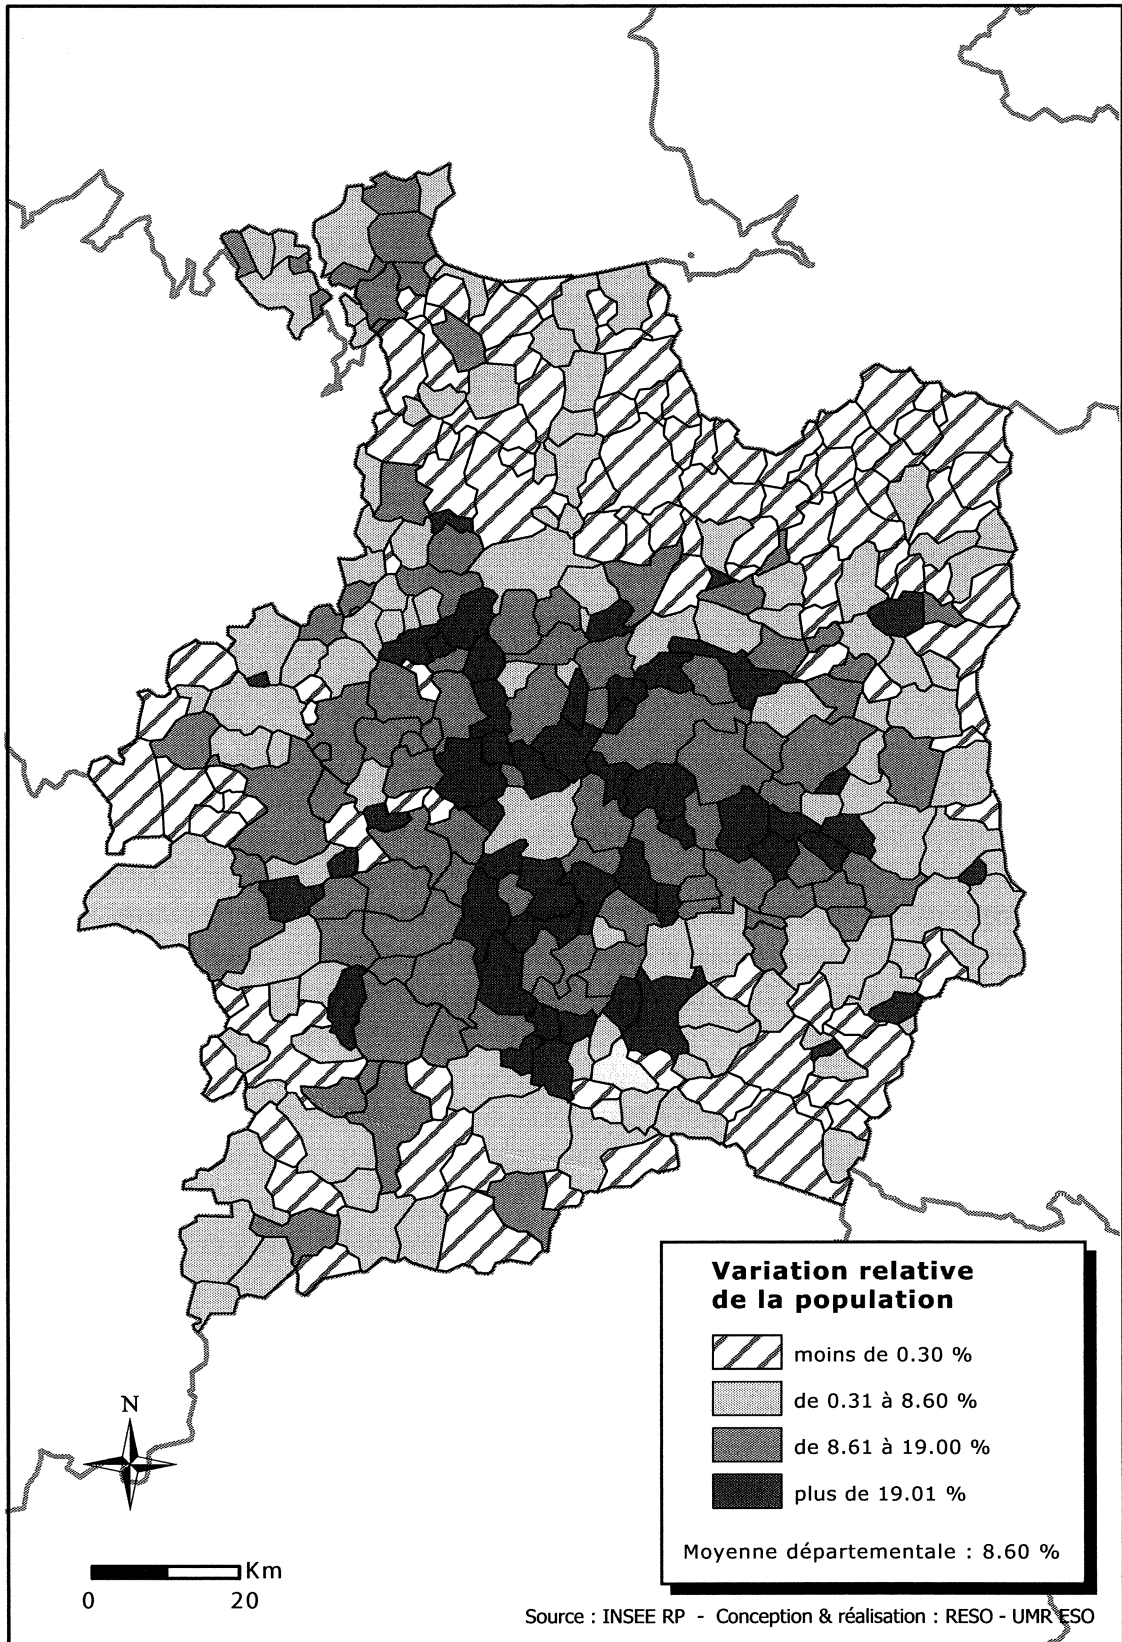 Variation relative
de la population
moins de 0.30 %
de 0.31 à 8.60 %
de 8.61 à 19.00 %
plus de 19.01 %
Moyenne départementale : 8.60 %
N
Km
0 20
Source : INSEE RP - Conception & réalisation : RESO - UMR ESO